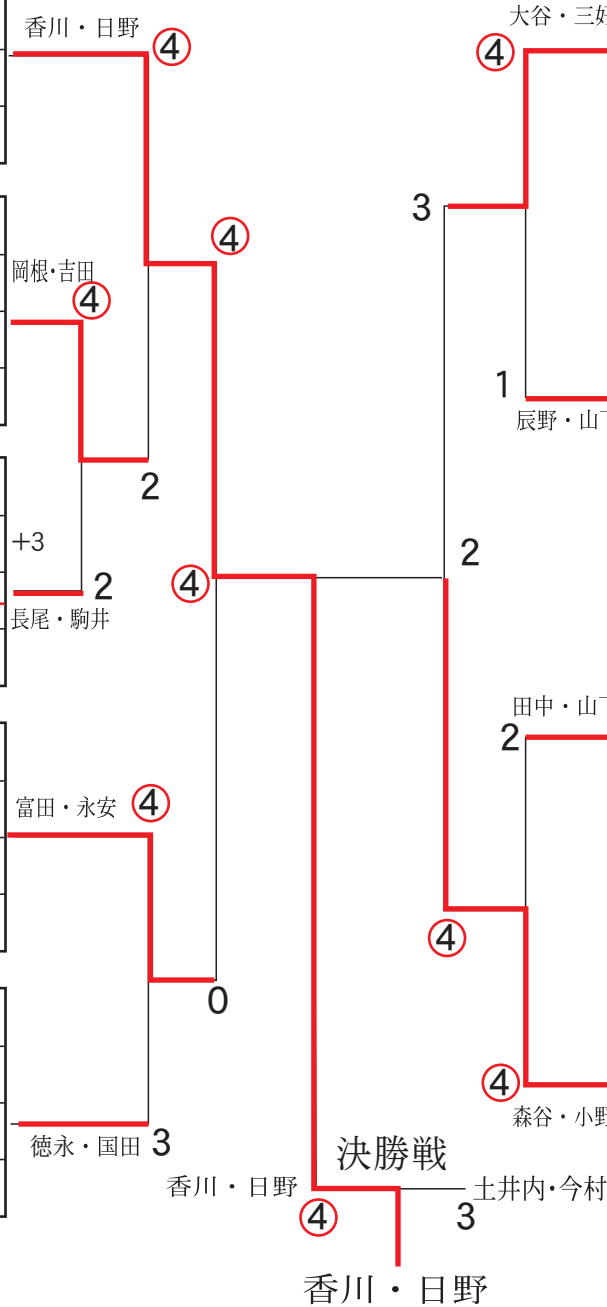 香川・日野
④
大谷・三好
④
3
④
岡根・吉田
④
1
辰野・山
2
+3
2
長尾・駒井
④
2
田中・山
2
富田・永安
④
④
0
④
森谷・小野
徳永・国田
3
決勝戦
香川・日野
④
土井内・今村
3
香川・日野